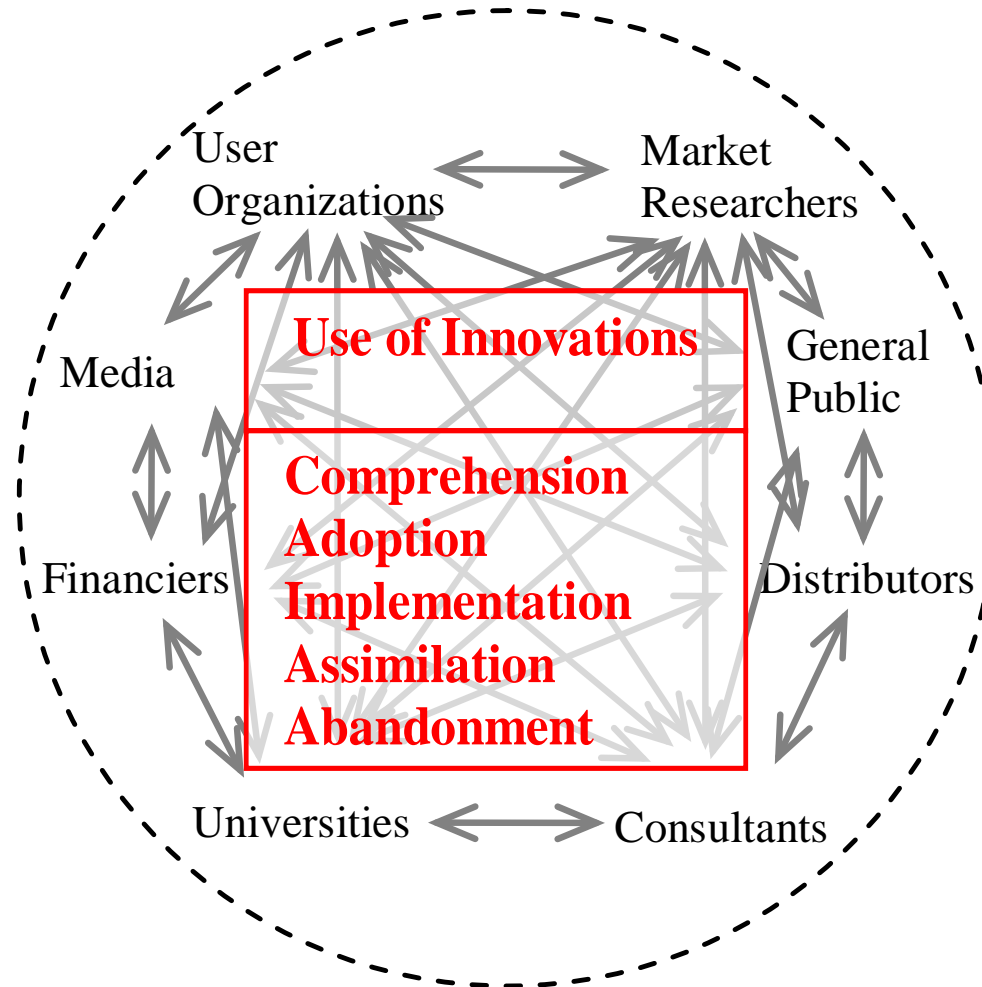 User
Organizations
Market
Researchers
Use of Innovations
Media
General
Public
Comprehension
Adoption
Implementation
Assimilation
Abandonment
Financiers
Distributors
Universities
Consultants